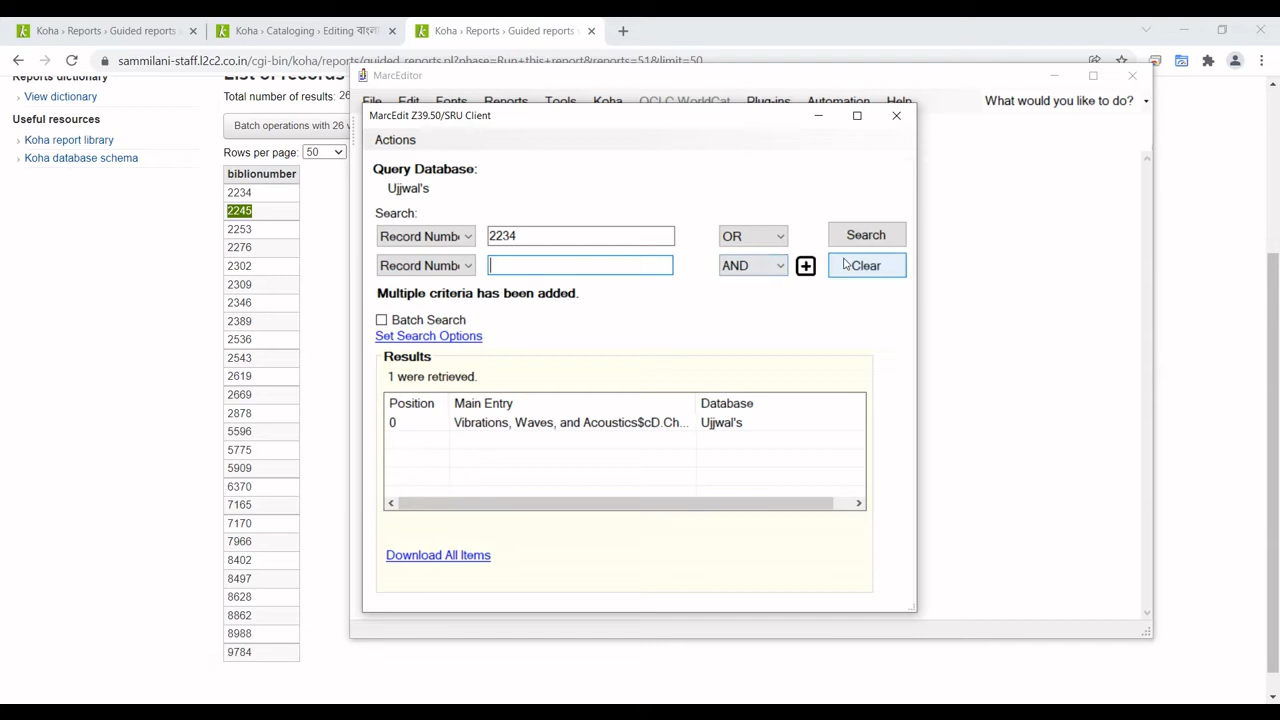 Koha › Reports › Guided reports
Koha › Cataloging › Editing বাংলা
Koha › Reports › Guided reports
sammilani-staff.l2c2.co.in/cgi-bin/koha/reports/guided_reports.pl?phase=Run+this+report&reports=51&limit=50
Reports dictionary
View dictionary
Useful resources
Koha report library
Koha database schema
List of records
Total number of results: 26
Batch operations with 26 v
Rows per page: 50
biblionumber
2234
2245
2253
2276
2302
2309
2346
2389
2536
2543
2619
2669
2878
5596
5775
5909
6370
7165
7170
7966
8402
8497
8628
8862
8988
9784
MarcEditor
File Edit Fonts Reports Tools Koha OCLC WorldCat Plug-ins Automation Help
What would you like to do?
MarcEdit Z39.50/SRU Client
Actions
Query Database:
Ujjwal's
Search:
Record Numb 2234 OR Search
Record Numb AND Clear
Multiple criteria has been added.
Batch Search
Set Search Options
Results
1 were retrieved.
Position Main Entry Database
0 Vibrations, Waves, and Acoustics$cD.Ch... Ujjwal's
Download All Items